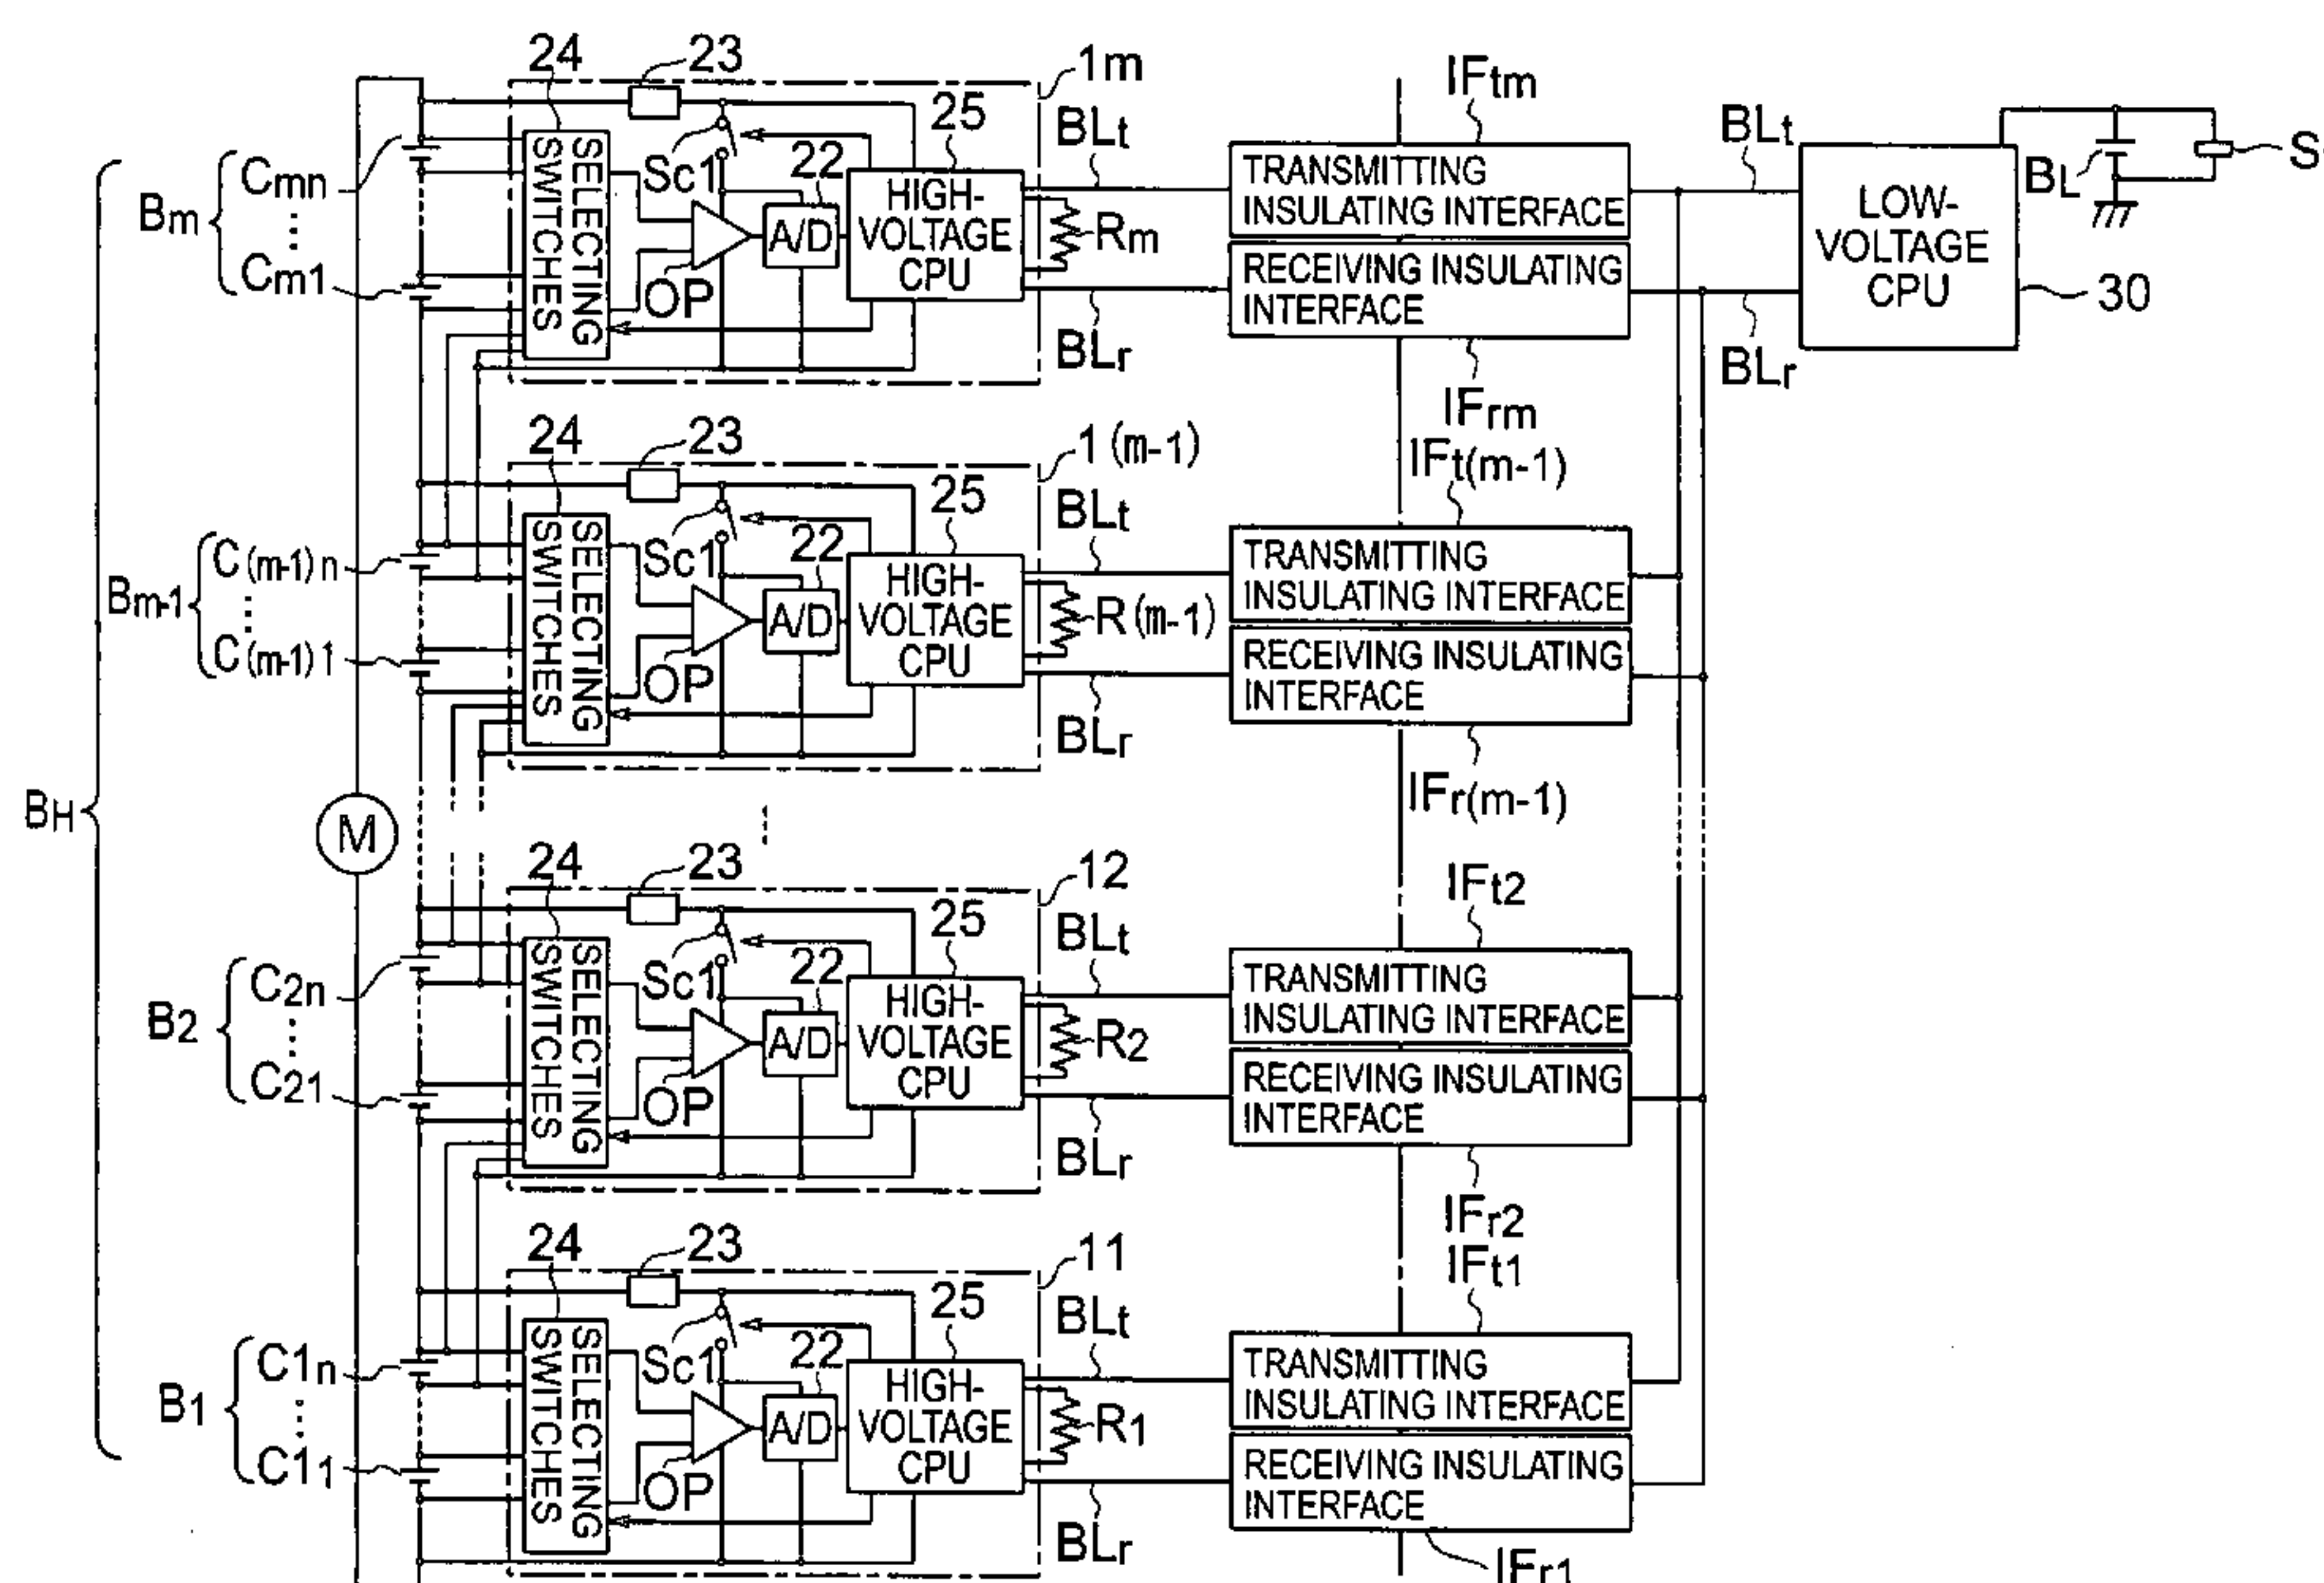 24
23
1m
IFtm
25
BLt
BLt
Sc1
22
Cmn
Bm
Cm1
SELECTING
SWITCHES
OP
A/D
HIGH-
VOLTAGE
CPU
Rm
BLr
TRANSMITTING
INSULATING INTERFACE
RECEIVING INSULATING
INTERFACE
LOW-
VOLTAGE
CPU
BL
S
30
BLr
IFrm
24
23
1(m-1)
IFt(m-1)
25
BLt
Sc1
22
C(m-1)n
Bm-1
C(m-1)1
SELECTING
SWITCHES
OP
A/D
HIGH-
VOLTAGE
CPU
R(m-1)
BLr
TRANSMITTING
INSULATING INTERFACE
RECEIVING INSULATING
INTERFACE
IFr(m-1)
BH
M
24
23
12
IFt2
25
BLt
Sc1
22
C2n
B2
C21
SELECTING
SWITCHES
OP
A/D
HIGH-
VOLTAGE
CPU
R2
BLr
TRANSMITTING
INSULATING INTERFACE
RECEIVING INSULATING
INTERFACE
IFr2
24
23
11
IFt1
25
BLt
Sc1
22
C1n
B1
C11
SELECTING
SWITCHES
OP
A/D
HIGH-
VOLTAGE
CPU
R1
BLr
TRANSMITTING
INSULATING INTERFACE
RECEIVING INSULATING
INTERFACE
IFr1